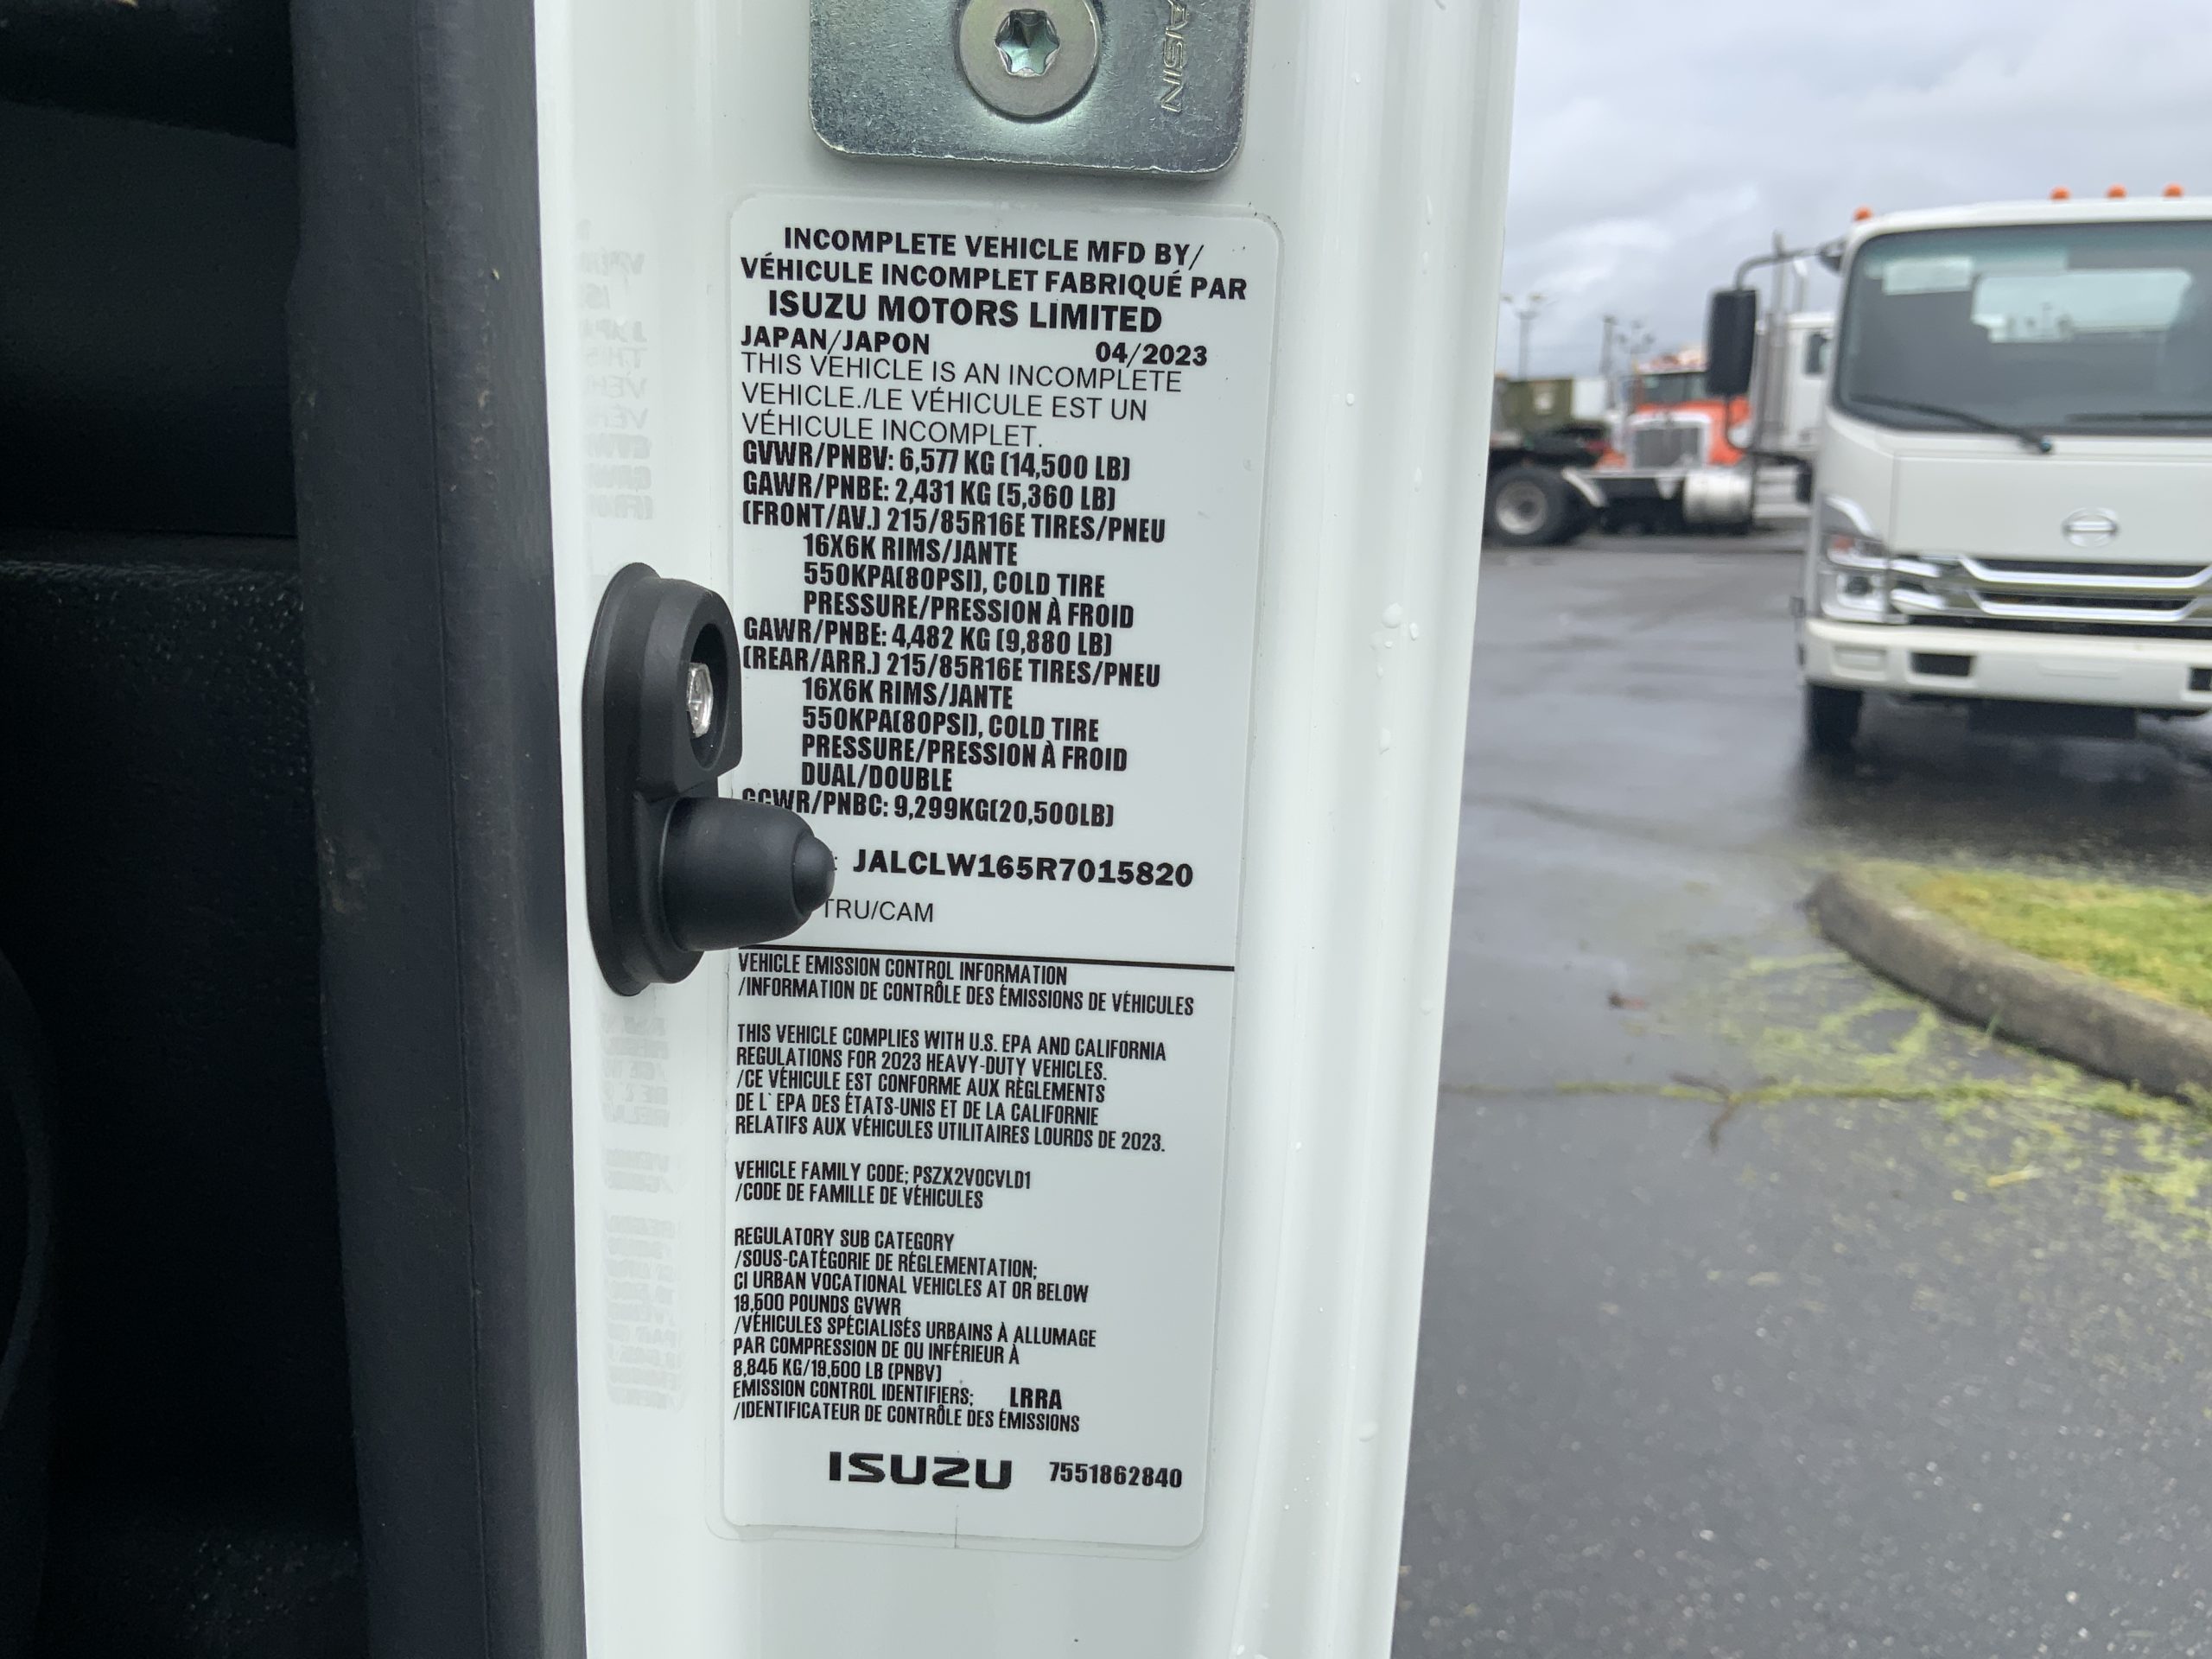 AISIN
INCOMPLETE VEHICLE MFD BY/
VÉHICULE INCOMPLET FABRIQUÉ PAR
ISUZU MOTORS LIMITED
JAPAN/JAPON 04/2023
THIS VEHICLE IS AN INCOMPLETE
VEHICLE./LE VÉHICULE EST UN
VÉHICULE INCOMPLET.
GVWR/PNBV: 6,577 KG (14,500 LB)
GAWR/PNBE: 2,431 KG (5,360 LB)
(FRONT/AV.) 215/85R16E TIRES/PNEU
16X6K RIMS/JANTE
550KPA(80PSI), COLD TIRE
PRESSURE/PRESSION À FROID
GAWR/PNBE: 4,482 KG (9,880 LB)
(REAR/ARR.) 215/85R16E TIRES/PNEU
16X6K RIMS/JANTE
550KPA(80PSI), COLD TIRE
PRESSURE/PRESSION À FROID
DUAL/DOUBLE
GCWR/PNBC: 9,299KG(20,500LB)
: JALCLW165R7015820
TRU/CAM
VEHICLE EMISSION CONTROL INFORMATION
/INFORMATION DE CONTRÔLE DES ÉMISSIONS DE VÉHICULES
THIS VEHICLE COMPLIES WITH U.S. EPA AND CALIFORNIA
REGULATIONS FOR 2023 HEAVY-DUTY VEHICLES.
/CE VÉHICULE EST CONFORME AUX RÈGLEMENTS
DE L' EPA DES ÉTATS-UNIS ET DE LA CALIFORNIE
RELATIFS AUX VÉHICULES UTILITAIRES LOURDS DE 2023.
VEHICLE FAMILY CODE; PSZX2VOCVLD1
/CODE DE FAMILLE DE VÉHICULES
REGULATORY SUB CATEGORY
/SOUS-CATÉGORIE DE RÉGLEMENTATION;
CI URBAN VOCATIONAL VEHICLES AT OR BELOW
19,500 POUNDS GVWR
/VÉHICULES SPÉCIALISÉS URBAINS À ALLUMAGE
PAR COMPRESSION DE OU INFÉRIEUR À
8,845 KG/19,500 LB (PNBV)
EMISSION CONTROL IDENTIFIERS; LRRA
/IDENTIFICATEUR DE CONTRÔLE DES ÉMISSIONS
ISUZU 7551862840